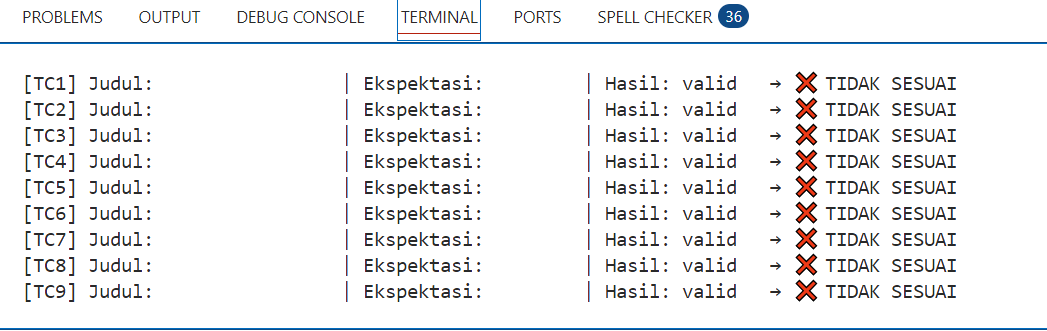 PROBLEMS OUTPUT DEBUG CONSOLE TERMINAL PORTS SPELL CHECKER 36
[TC1] Judul: | Ekspektasi: | Hasil: valid → ❌ TIDAK SESUAI
[TC2] Judul: | Ekspektasi: | Hasil: valid → ❌ TIDAK SESUAI
[TC3] Judul: | Ekspektasi: | Hasil: valid → ❌ TIDAK SESUAI
[TC4] Judul: | Ekspektasi: | Hasil: valid → ❌ TIDAK SESUAI
[TC5] Judul: | Ekspektasi: | Hasil: valid → ❌ TIDAK SESUAI
[TC6] Judul: | Ekspektasi: | Hasil: valid → ❌ TIDAK SESUAI
[TC7] Judul: | Ekspektasi: | Hasil: valid → ❌ TIDAK SESUAI
[TC8] Judul: | Ekspektasi: | Hasil: valid → ❌ TIDAK SESUAI
[TC9] Judul: | Ekspektasi: | Hasil: valid → ❌ TIDAK SESUAI